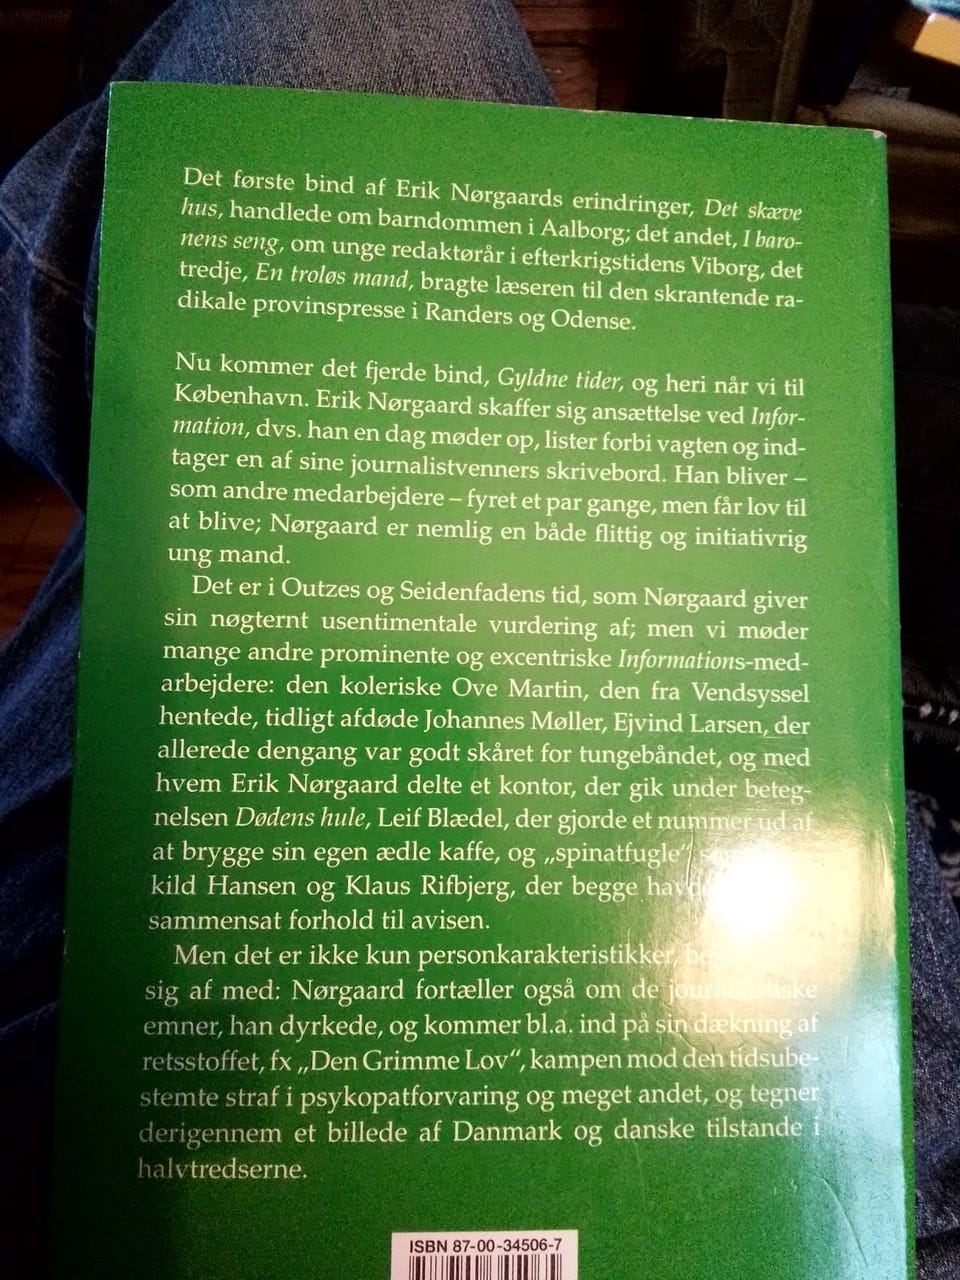 Det første bind af Erik Nørgaards erindringer, Det skæve
hus, handlede om barndommen i Aalborg; det andet, I baro-
nens seng, om unge redaktørår i efterkrigstidens Viborg, det
tredje, En troløs mand, bragte læseren til den skrantende ra-
dikale provinspresse i Randers og Odense.
Nu kommer det fjerde bind, Gyldne tider, og heri når vi til
København. Erik Nørgaard skaffer sig ansættelse ved Infor-
mation, dvs. han en dag møder op, lister forbi vagten og ind-
tager en af sine journalistvenners skrivebord. Han bliver –
som andre medarbejdere – fyret et par gange, men får lov til
at blive; Nørgaard er nemlig en både flittig og initiativrig
ung mand.
Det er i Outzes og Seidenfadens tid, som Nørgaard giver
sin nøgternt usentimentale vurdering af; men vi møder
mange andre prominente og excentriske Informations-med-
arbejdere: den koleriske Ove Martin, den fra Vendsyssel
hentede, tidligt afdøde Johannes Møller, Ejvind Larsen, der
allerede dengang var godt skåret for tungebåndet, og med
hvem Erik Nørgaard delte et kontor, der gik under beteg-
nelsen Dødens hule, Leif Blædel, der gjorde et nummer ud af
at brygge sin egen ædle kaffe, og „spinatfugle“
kild Hansen og Klaus Rifbjerg, der begge havde
sammensat forhold til avisen.
Men det er ikke kun personkarakteristikker,
sig af med: Nørgaard fortæller også om de journalistiske
emner, han dyrkede, og kommer bl.a. ind på sin dækning af
retsstoffet, fx „Den Grimme Lov“, kampen mod den tidsube-
stemte straf i psykopatforvaring og meget andet, og tegner
derigennem et billede af Danmark og danske tilstande i
halvtredserne.
ISBN 87-00-34506-7